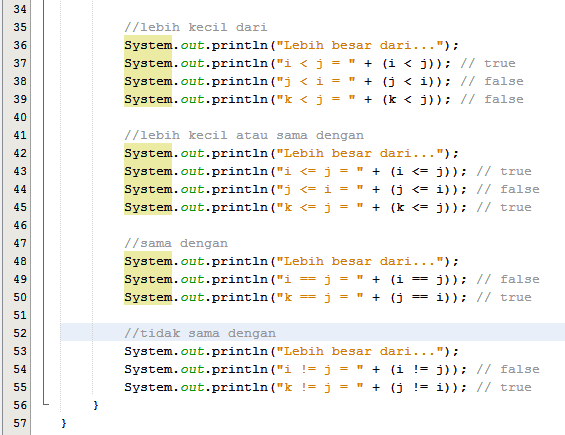 34
35 //lebih kecil dari
36 System.out.println("Lebih besar dari...");
37 System.out.println("i < j = " + (i < j)); // true
38 System.out.println("j < i = " + (j < i)); // false
39 System.out.println("k < j = " + (k < j)); // false
40
41 //lebih kecil atau sama dengan
42 System.out.println("Lebih besar dari...");
43 System.out.println("i <= j = " + (i <= j)); // true
44 System.out.println("j <= i = " + (j <= i)); // false
45 System.out.println("k <= j = " + (k <= j)); // true
46
47 //sama dengan
48 System.out.println("Lebih besar dari...");
49 System.out.println("i == j = " + (i == j)); // false
50 System.out.println("k == j = " + (j == i)); // true
51
52 //tidak sama dengan
53 System.out.println("Lebih besar dari...");
54 System.out.println("i != j = " + (i != j)); // false
55 System.out.println("k != j = " + (j != i)); // true
56 }
57 }